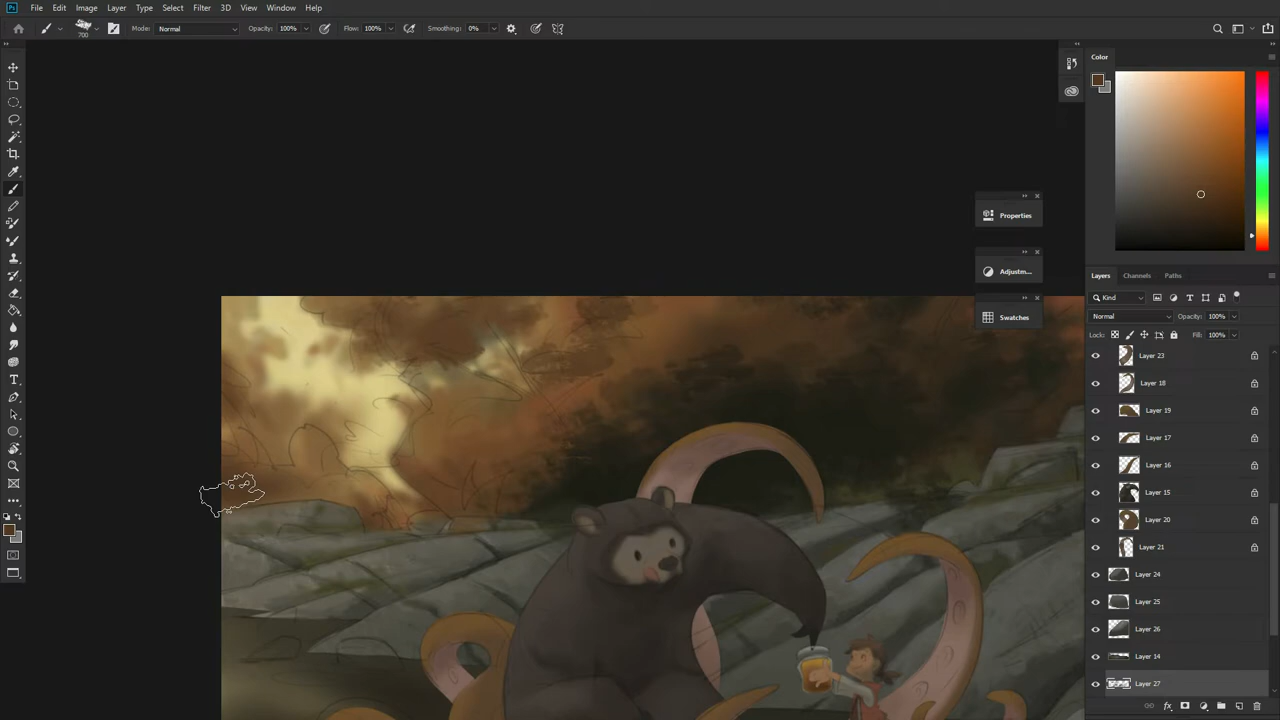 Ps File Edit Image Layer Type Select Filter 3D View Window Help
700 Mode: Normal Opacity: 100% Flow: 100% Smoothing: 0%
Color
Properties
Adjustm...
Swatches
Layers Channels Paths
Kind
Normal Opacity: 100%
Lock: Fill: 100%
Layer 23
Layer 18
Layer 19
Layer 17
Layer 16
Layer 15
Layer 20
Layer 21
Layer 24
Layer 25
Layer 26
Layer 14
Layer 27